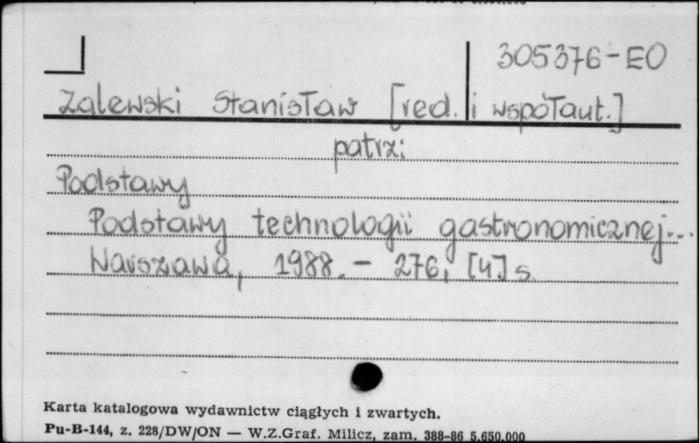 305376-EO
Zalewski Stanisław [red. i współaut.]
patrz:
Podstawy
Podstawy technologii gastronomicznej...
Warszawa, 1988. - 276, [4] s.
Karta katalogowa wydawnictw ciągłych i zwartych.
Pu-B-144, z. 228/DW/ON — W.Z.Graf. Milicz, zam. 388-86 5.650.000